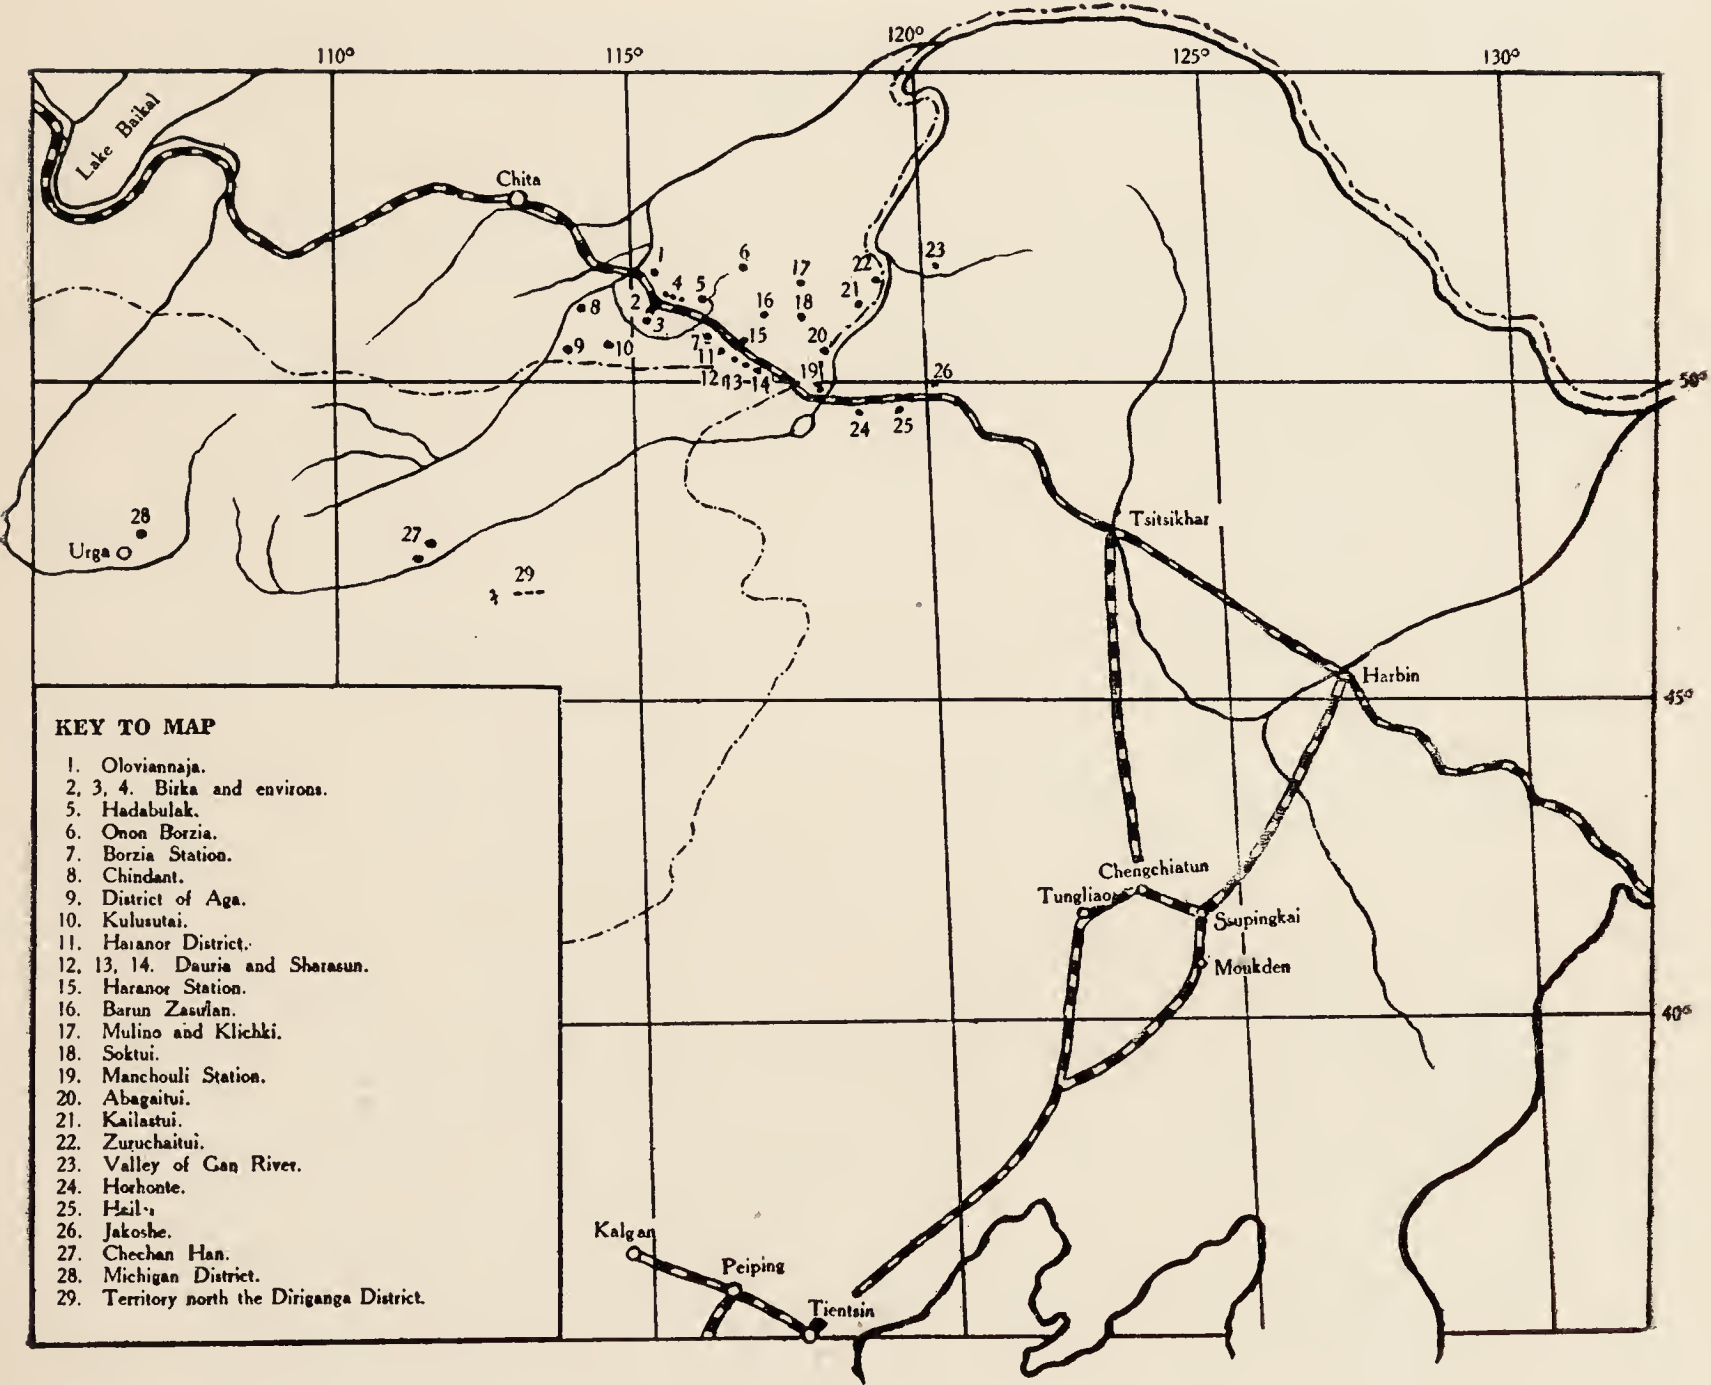 110°
115°
120°
125°
130°
Lake Baikal
Chita
1
6
17
22
23
4
5
21
8
2
3
16
18
9
10
7
15
20
11
12
13
14
19
26
50°
24
25
28
Urga
27
29
Tsitsikhar
Harbin
45°
Chengchiatun
Tungliao
Ssupingkai
Moukden
40°
Kalgan
Peiping
Tientsin
KEY TO MAP
1. Oloviannaja.
2, 3, 4. Birka and environs.
5. Hadabulak.
6. Onon Borzia.
7. Borzia Station.
8. Chindant.
9. District of Aga.
10. Kulusutai.
11. Haranor District.
12, 13, 14. Dauria and Sharasun.
15. Haranor Station.
16. Barun Zasulan.
17. Mulino and Klichki.
18. Soktui.
19. Manchouli Station.
20. Abagaitui.
21. Kailastui.
22. Zuruchaitui.
23. Valley of Gan River.
24. Horhonte.
25.
26. Jakoshe.
27. Chechan Han.
28. Michigan District.
29. Territory north the Diriganga District.